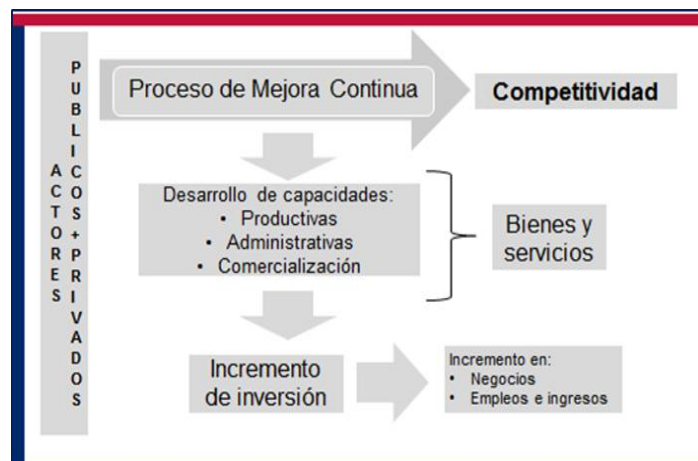 ACTORES
PUBLICOS+PRIVADOS
Proceso de Mejora Continua
Competitividad
Desarrollo de capacidades:
• Productivas
• Administrativas
• Comercialización
Bienes y
servicios
Incremento
de inversión
Incremento en:
• Negocios
• Empleos e ingresos